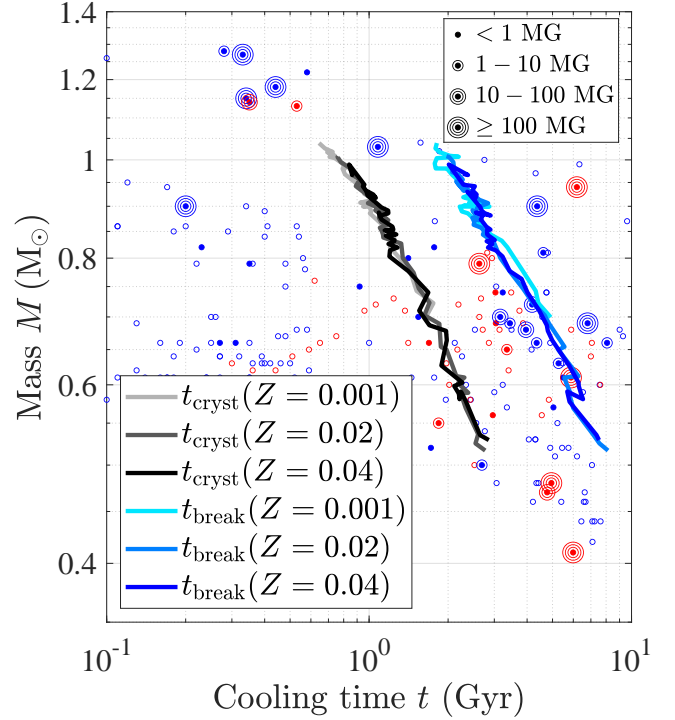 1.4
1.2
1
0.8
0.6
0.4
Mass M (M☉)
< 1 MG
1 − 10 MG
10 − 100 MG
≥ 100 MG
t_cryst(Z = 0.001)
t_cryst(Z = 0.02)
t_cryst(Z = 0.04)
t_break(Z = 0.001)
t_break(Z = 0.02)
t_break(Z = 0.04)
10⁻¹ 10⁰ 10¹
Cooling time t (Gyr)